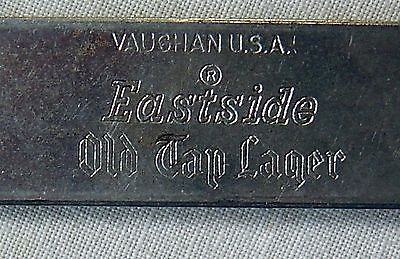 VAUGHAN U.S.A.
®
Eastside
Old Tap Lager